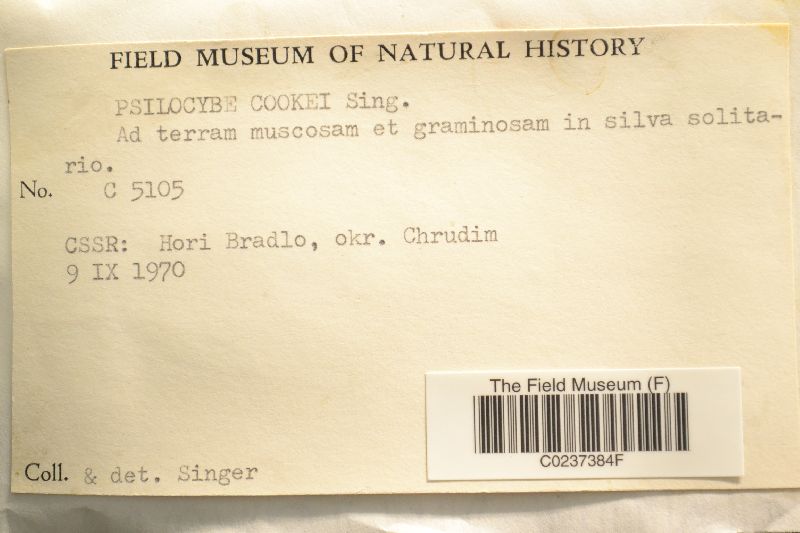 FIELD MUSEUM OF NATURAL HISTORY
PSILOCYBE COOKEI Sing.
Ad terram muscosam et graminosam in silva solita-
rio.
No. C 5105
CSSR: Hori Bradlo, okr. Chrudim
9 IX 1970
The Field Museum (F)
C0237384F
Coll. & det. Singer